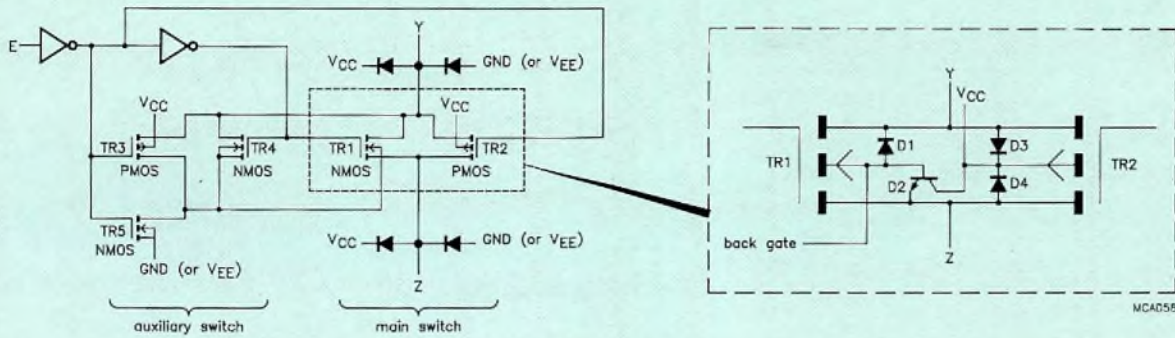 E
Y
VCC
GND (or VEE)
VCC
VCC
TR3
TR4
TR1
TR2
PMOS
NMOS
NMOS
PMOS
TR5
NMOS
GND (or VEE)
VCC
GND (or VEE)
Z
auxiliary switch
main switch
Y
VCC
TR1
D1
D3
TR2
D2
D4
back gate
Z